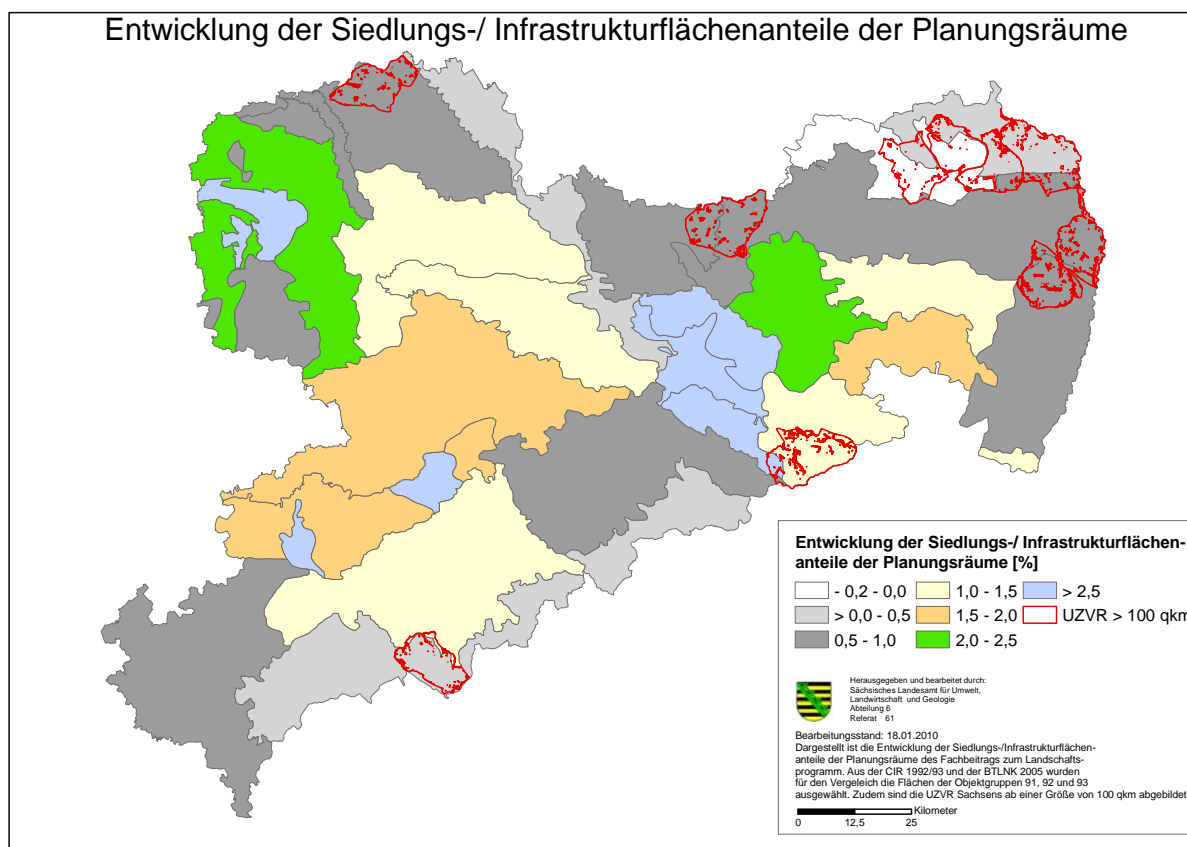 Entwicklung der Siedlungs-/ Infrastrukturflächenanteile der Planungsräume
Entwicklung der Siedlungs-/ Infrastrukturflächen-
anteile der Planungsräume [%]
- 0,2 - 0,0
> 0,0 - 0,5
0,5 - 1,0
1,0 - 1,5
1,5 - 2,0
2,0 - 2,5
> 2,5
UZVR > 100 qkm
Herausgegeben und bearbeitet durch:
Sächsisches Landesamt für Umwelt,
Landwirtschaft und Geologie
Abteilung 6
Referat 61
Bearbeitungsstand: 18.01.2010
Dargestellt ist die Entwicklung der Siedlungs-/Infrastrukturflächen-
anteile der Planungsräume des Fachbeitrags zum Landschafts-
programm. Aus der CIR 1992/93 und der BTLNK 2005 wurden
für den Vergleich die Flächen der Objektgruppen 91, 92 und 93
ausgewählt. Zudem sind die UZVR Sachsens ab einer Größe von 100 qkm abgebildet
Kilometer
0 12,5 25